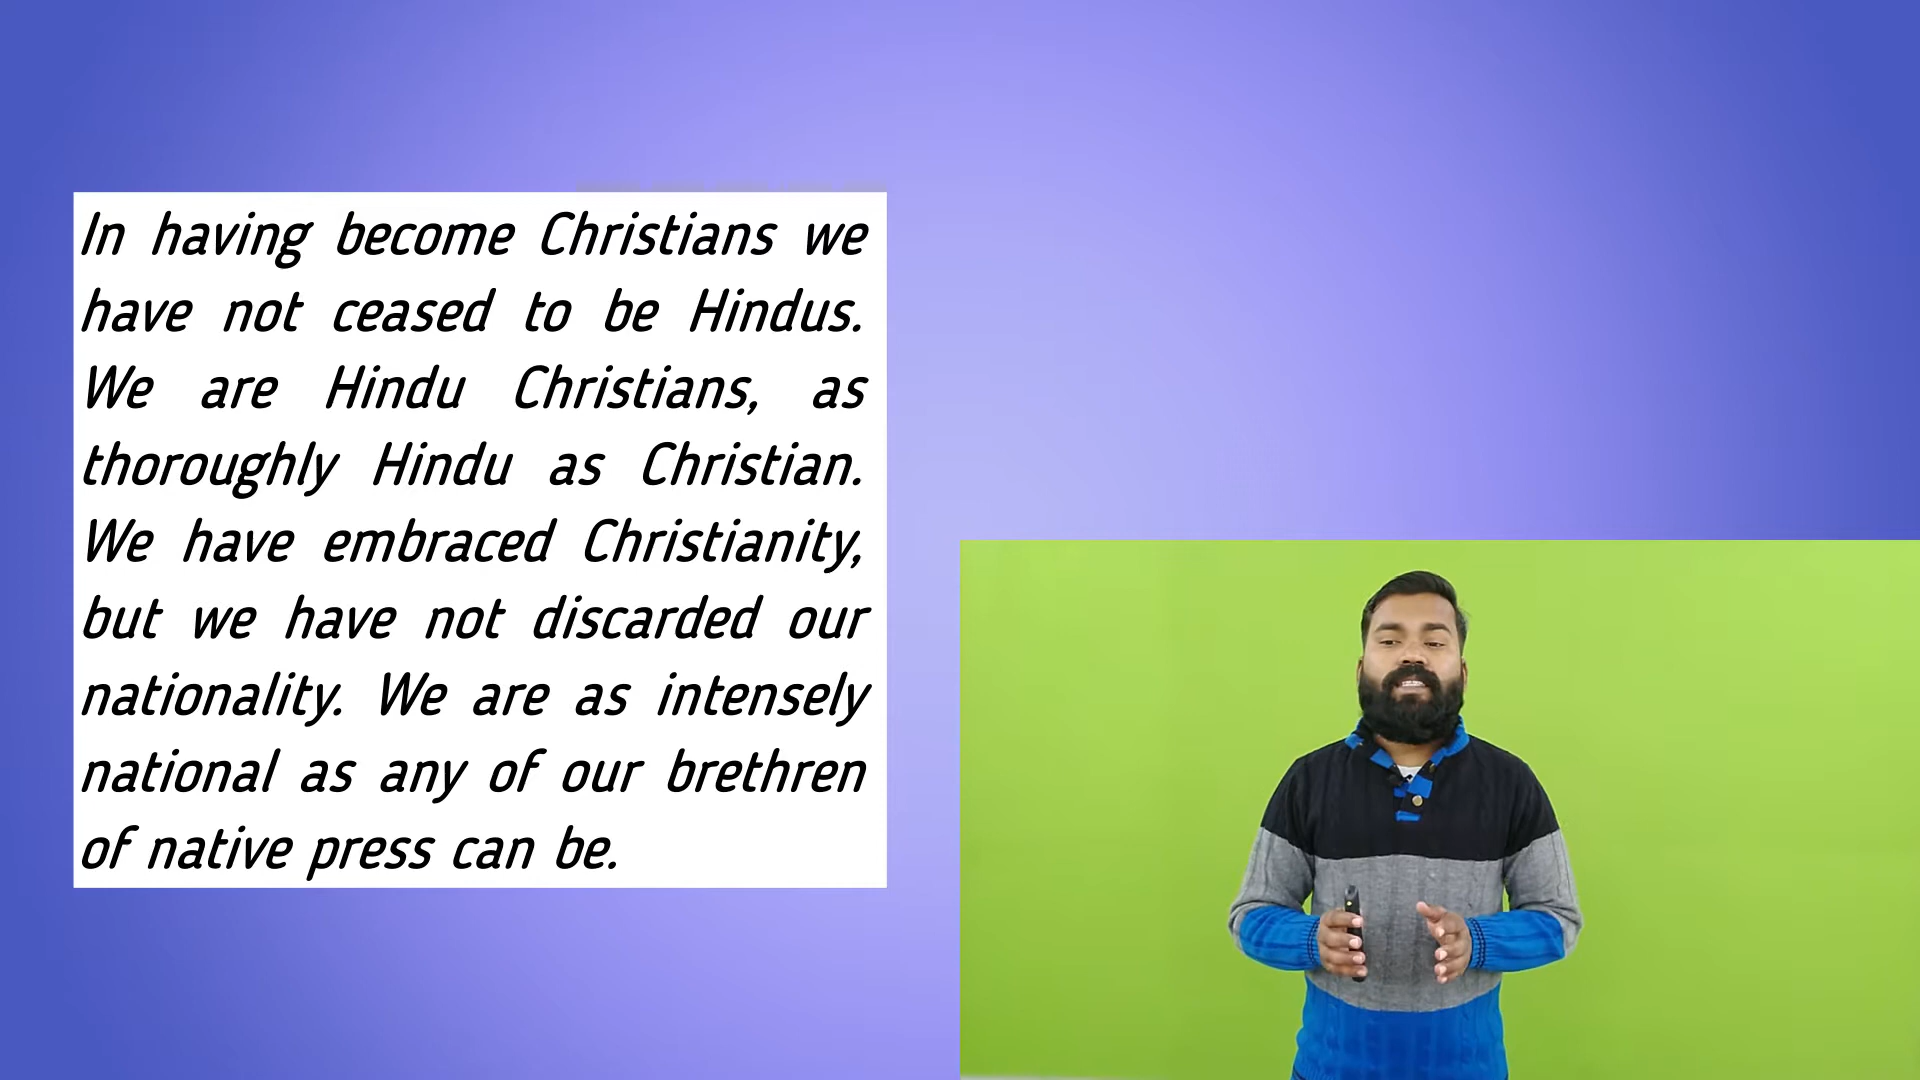 In having become Christians we
have not ceased to be Hindus.
We are Hindu Christians, as
thoroughly Hindu as Christian.
We have embraced Christianity,
but we have not discarded our
nationality. We are as intensely
national as any of our brethren
of native press can be.